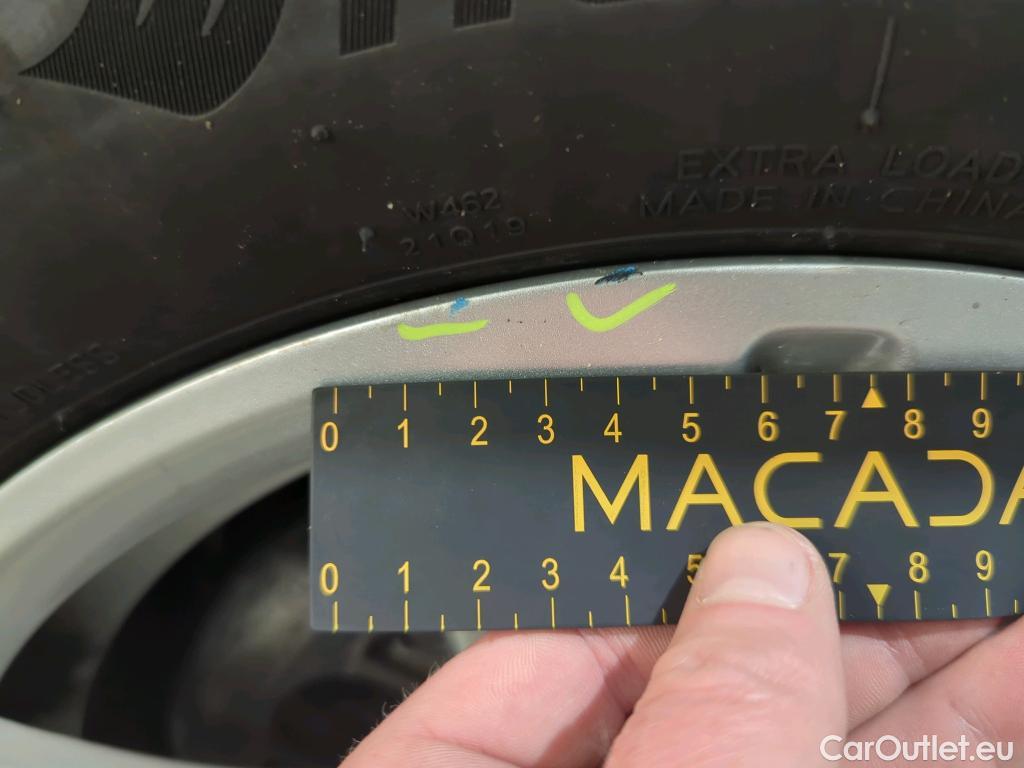 EXTRA LOAD
MADE IN CHINA
W462
21Q19
0 1 2 3 4 5 6 7 8 9
MACADA
0 1 2 3 4 5 7 8 9
CarOutlet.eu